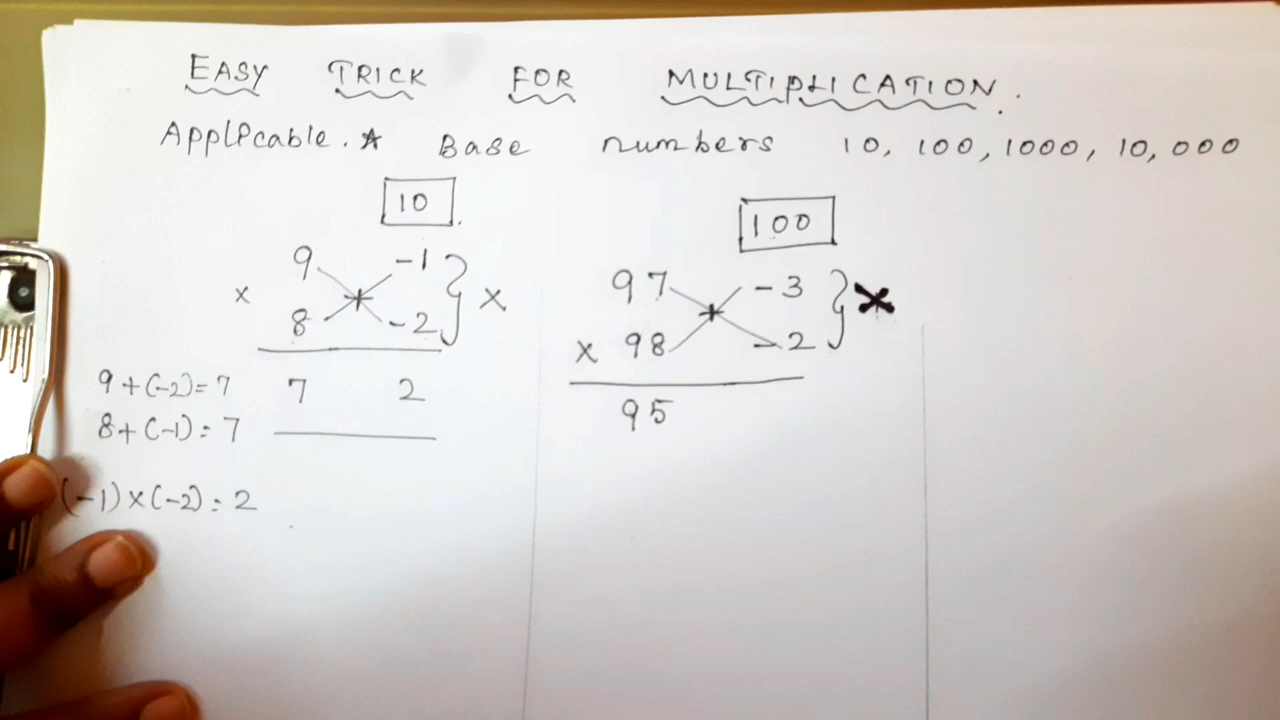 EASY TRICK FOR MULTIPLICATION.
Applicable. * Base numbers 10, 100, 1000, 10,000
10
9 -1
x 8 -2 } x
7 2
9+(-2)=7
8+(-1)=7
(-1)x(-2)=2
100
97 -3
x 98 -2 } x
95